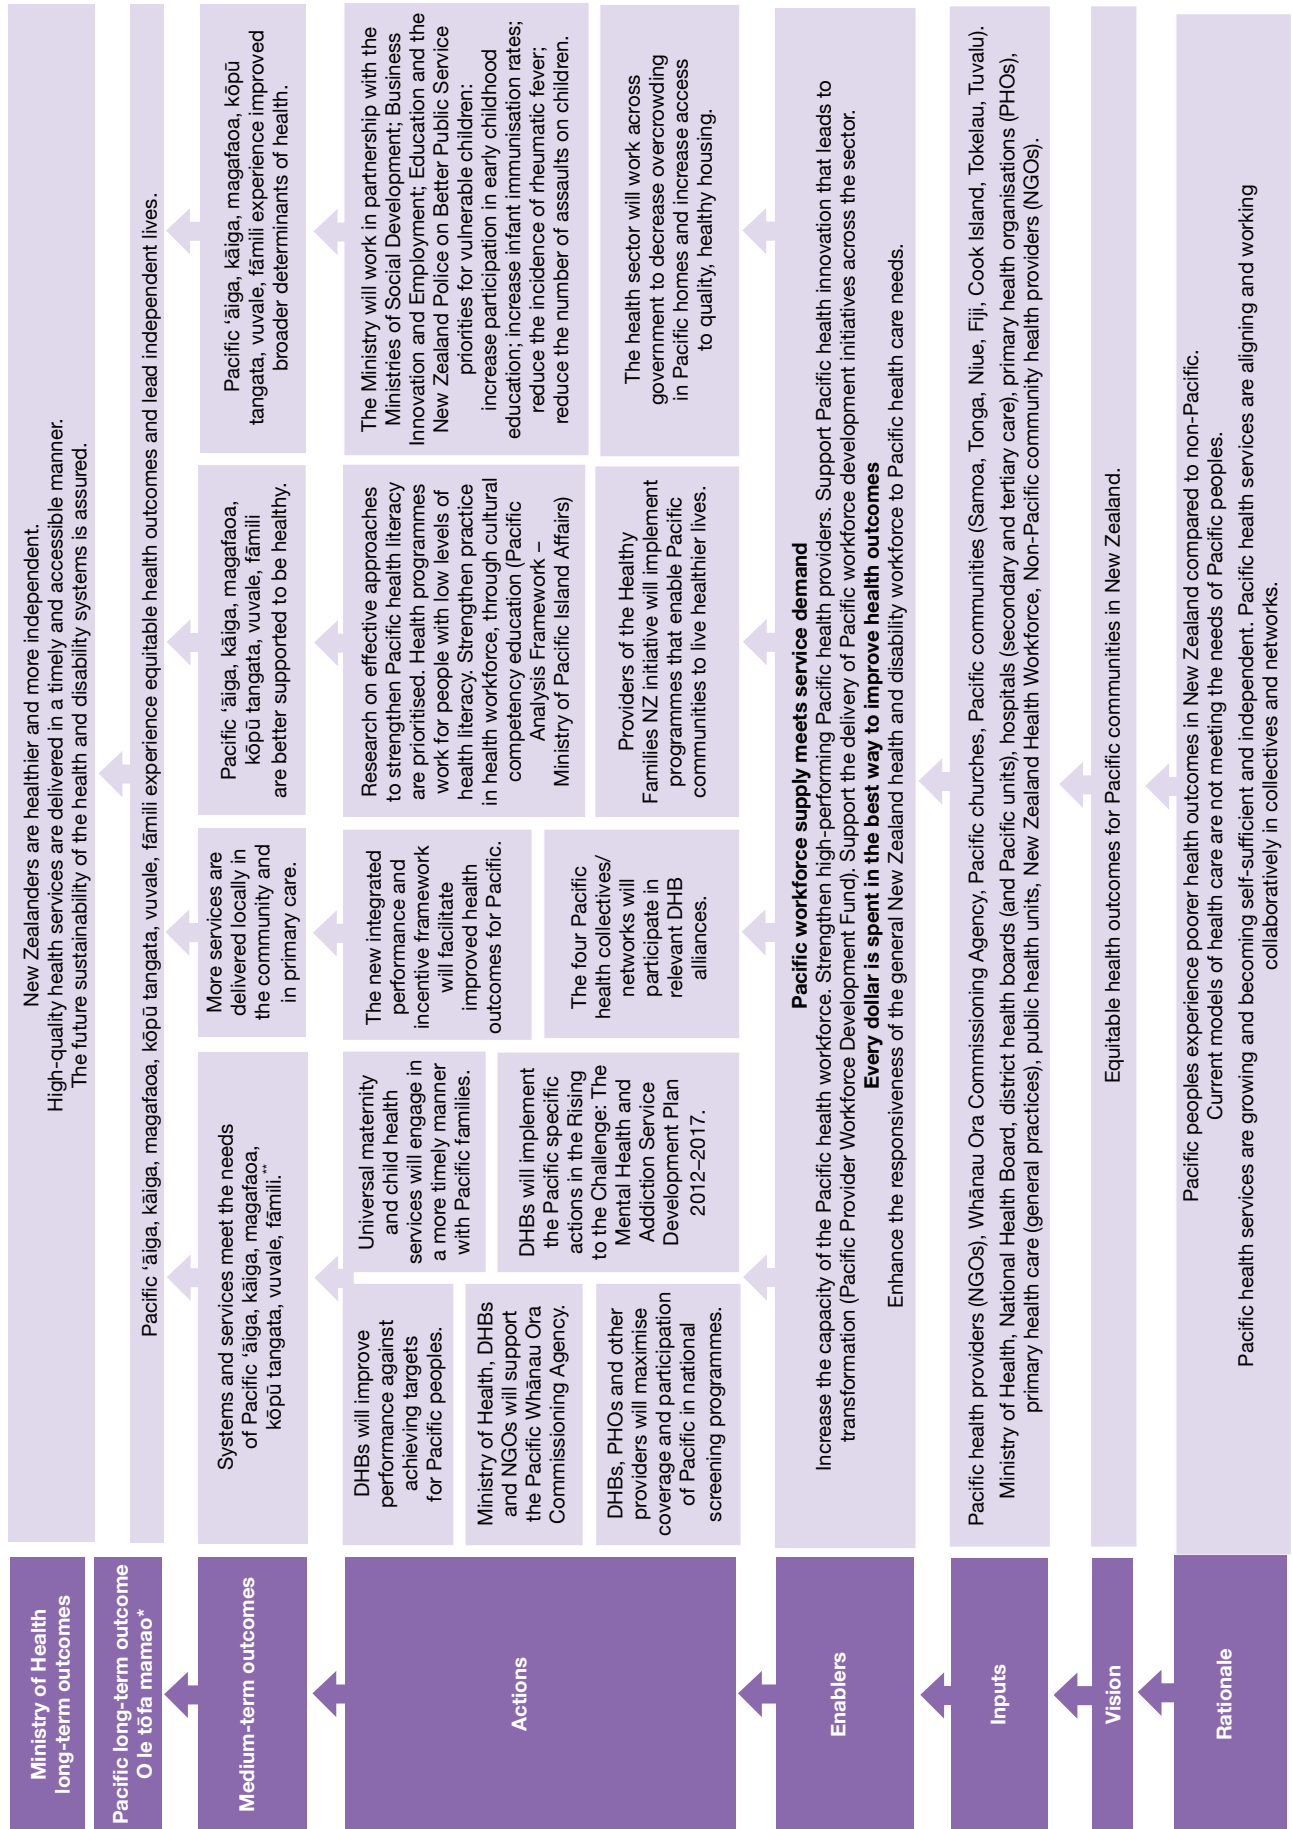 Ministry of Health
long-term outcomes
New Zealanders are healthier and more independent.
High-quality health services are delivered in a timely and accessible manner.
The future sustainability of the health and disability systems is assured.
Pacific long-term outcome
O le tōfa mamao*
Pacific ‘āiga, kāiga, magafaoa, kōpū tangata, vuvale, fāmili experience equitable health outcomes and lead independent lives.
Medium-term outcomes
Systems and services meet the needs
of Pacific ‘āiga, kāiga, magafaoa,
kōpū tangata, vuvale, fāmili.**
More services are
delivered locally in
the community and
in primary care.
Pacific ‘āiga, kāiga, magafaoa,
kōpū tangata, vuvale, fāmili
are better supported to be healthy.
Pacific ‘āiga, kāiga, magafaoa, kōpū
tangata, vuvale, fāmili experience improved
broader determinants of health.
Actions
DHBs will improve
performance against
achieving targets
for Pacific peoples.
Ministry of Health, DHBs
and NGOs will support
the Pacific Whānau Ora
Commissioning Agency.
DHBs, PHOs and other
providers will maximise
coverage and participation
of Pacific in national
screening programmes.
Universal maternity
and child health
services will engage in
a more timely manner
with Pacific families.
DHBs will implement
the Pacific specific
actions in the Rising
to the Challenge: The
Mental Health and
Addiction Service
Development Plan
2012–2017.
The new integrated
performance and
incentive framework
will facilitate
improved health
outcomes for Pacific.
The four Pacific
health collectives/
networks will
participate in
relevant DHB
alliances.
Research on effective approaches
to strengthen Pacific health literacy
are prioritised. Health programmes
work for people with low levels of
health literacy. Strengthen practice
in health workforce, through cultural
competency education (Pacific
Analysis Framework –
Ministry of Pacific Island Affairs)
Providers of the Healthy
Families NZ initiative will implement
programmes that enable Pacific
communities to live healthier lives.
The Ministry will work in partnership with the
Ministries of Social Development; Business
Innovation and Employment; Education and the
New Zealand Police on Better Public Service
priorities for vulnerable children:
increase participation in early childhood
education; increase infant immunisation rates;
reduce the incidence of rheumatic fever;
reduce the number of assaults on children.
The health sector will work across
government to decrease overcrowding
in Pacific homes and increase access
to quality, healthy housing.
Enablers
Pacific workforce supply meets service demand
Increase the capacity of the Pacific health workforce. Strengthen high-performing Pacific health providers. Support Pacific health innovation that leads to
transformation (Pacific Provider Workforce Development Fund). Support the delivery of Pacific workforce development initiatives across the sector.
Every dollar is spent in the best way to improve health outcomes
Enhance the responsiveness of the general New Zealand health and disability workforce to Pacific health care needs.
Inputs
Pacific health providers (NGOs), Whānau Ora Commissioning Agency, Pacific churches, Pacific communities (Samoa, Tonga, Niue, Fiji, Cook Island, Tokelau, Tuvalu).
Ministry of Health, National Health Board, district health boards (and Pacific units), hospitals (secondary and tertiary care), primary health organisations (PHOs),
primary health care (general practices), public health units, New Zealand Health Workforce, Non-Pacific community health providers (NGOs).
Vision
Equitable health outcomes for Pacific communities in New Zealand.
Rationale
Pacific peoples experience poorer health outcomes in New Zealand compared to non-Pacific.
Current models of health care are not meeting the needs of Pacific peoples.
Pacific health services are growing and becoming self-sufficient and independent. Pacific health services are aligning and working
collaboratively in collectives and networks.